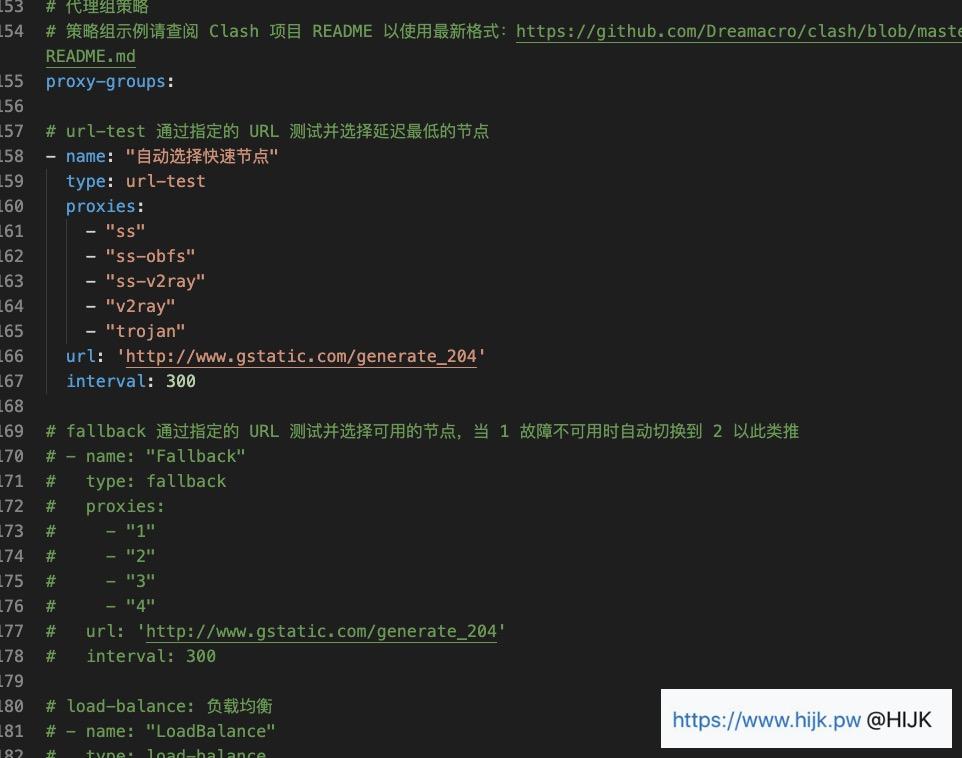 153 # 代理组策略
154 # 策略组示例请查阅 Clash 项目 README 以使用最新格式：https://github.com/Dreamacro/clash/blob/maste
README.md
155 proxy-groups:
156
157 # url-test 通过指定的 URL 测试并选择延迟最低的节点
158 - name: "自动选择快速节点"
159 type: url-test
160 proxies:
161 - "ss"
162 - "ss-obfs"
163 - "ss-v2ray"
164 - "v2ray"
165 - "trojan"
166 url: 'http://www.gstatic.com/generate_204'
167 interval: 300
168
169 # fallback 通过指定的 URL 测试并选择可用的节点，当 1 故障不可用时自动切换到 2 以此类推
170 # - name: "Fallback"
171 # type: fallback
172 # proxies:
173 # - "1"
174 # - "2"
175 # - "3"
176 # - "4"
177 # url: 'http://www.gstatic.com/generate_204'
178 # interval: 300
179
180 # load-balance: 负载均衡
181 # - name: "LoadBalance"
182 # type: load-balance
https://www.hijk.pw @HIJK